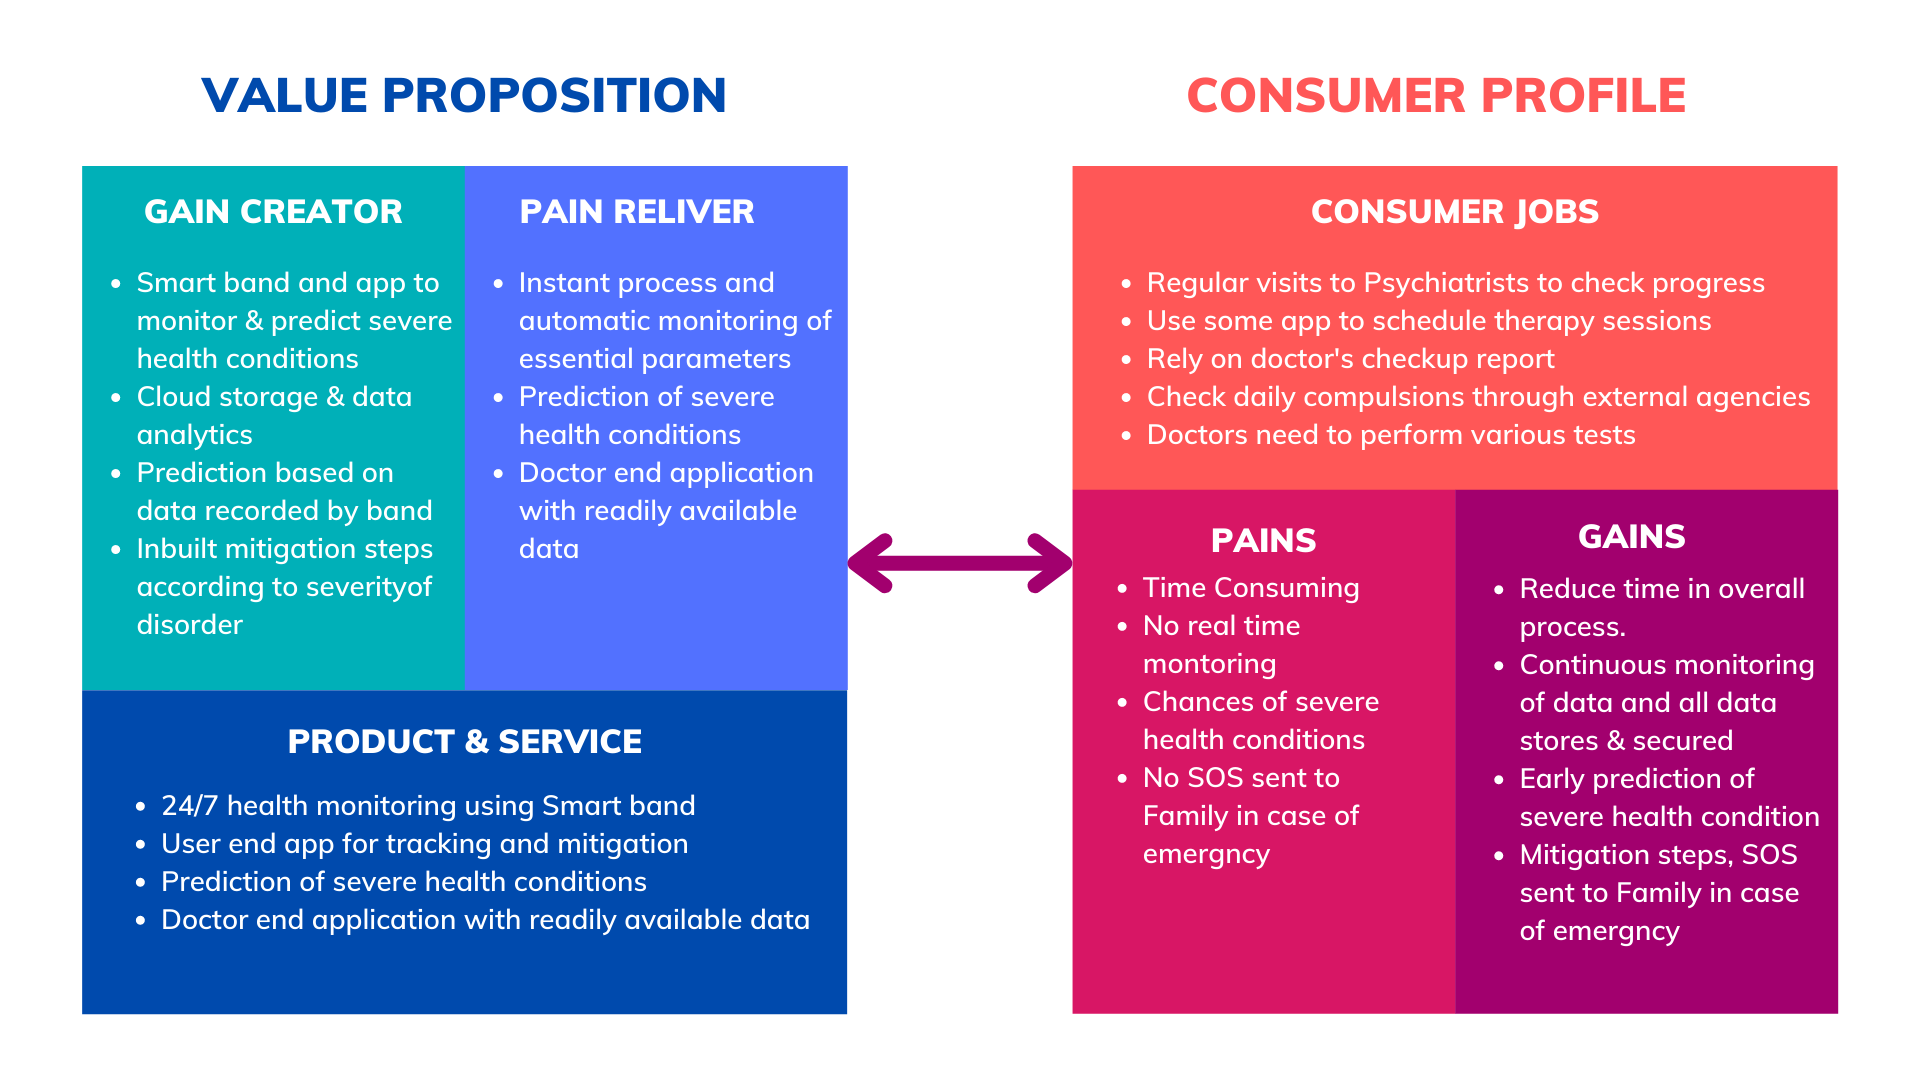 VALUE PROPOSITION
GAIN CREATOR
• Smart band and app to
monitor & predict severe
health conditions
• Cloud storage & data
analytics
• Prediction based on
data recorded by band
• Inbuilt mitigation steps
according to severityof
disorder
PAIN RELIVER
• Instant process and
automatic monitoring of
essential parameters
• Prediction of severe
health conditions
• Doctor end application
with readily available
data
PRODUCT & SERVICE
• 24/7 health monitoring using Smart band
• User end app for tracking and mitigation
• Prediction of severe health conditions
• Doctor end application with readily available data
CONSUMER PROFILE
CONSUMER JOBS
• Regular visits to Psychiatrists to check progress
• Use some app to schedule therapy sessions
• Rely on doctor's checkup report
• Check daily compulsions through external agencies
• Doctors need to perform various tests
PAINS
• Time Consuming
• No real time
montoring
• Chances of severe
health conditions
• No SOS sent to
Family in case of
emergncy
GAINS
• Reduce time in overall
process.
• Continuous monitoring
of data and all data
stores & secured
• Early prediction of
severe health condition
• Mitigation steps, SOS
sent to Family in case
of emergncy